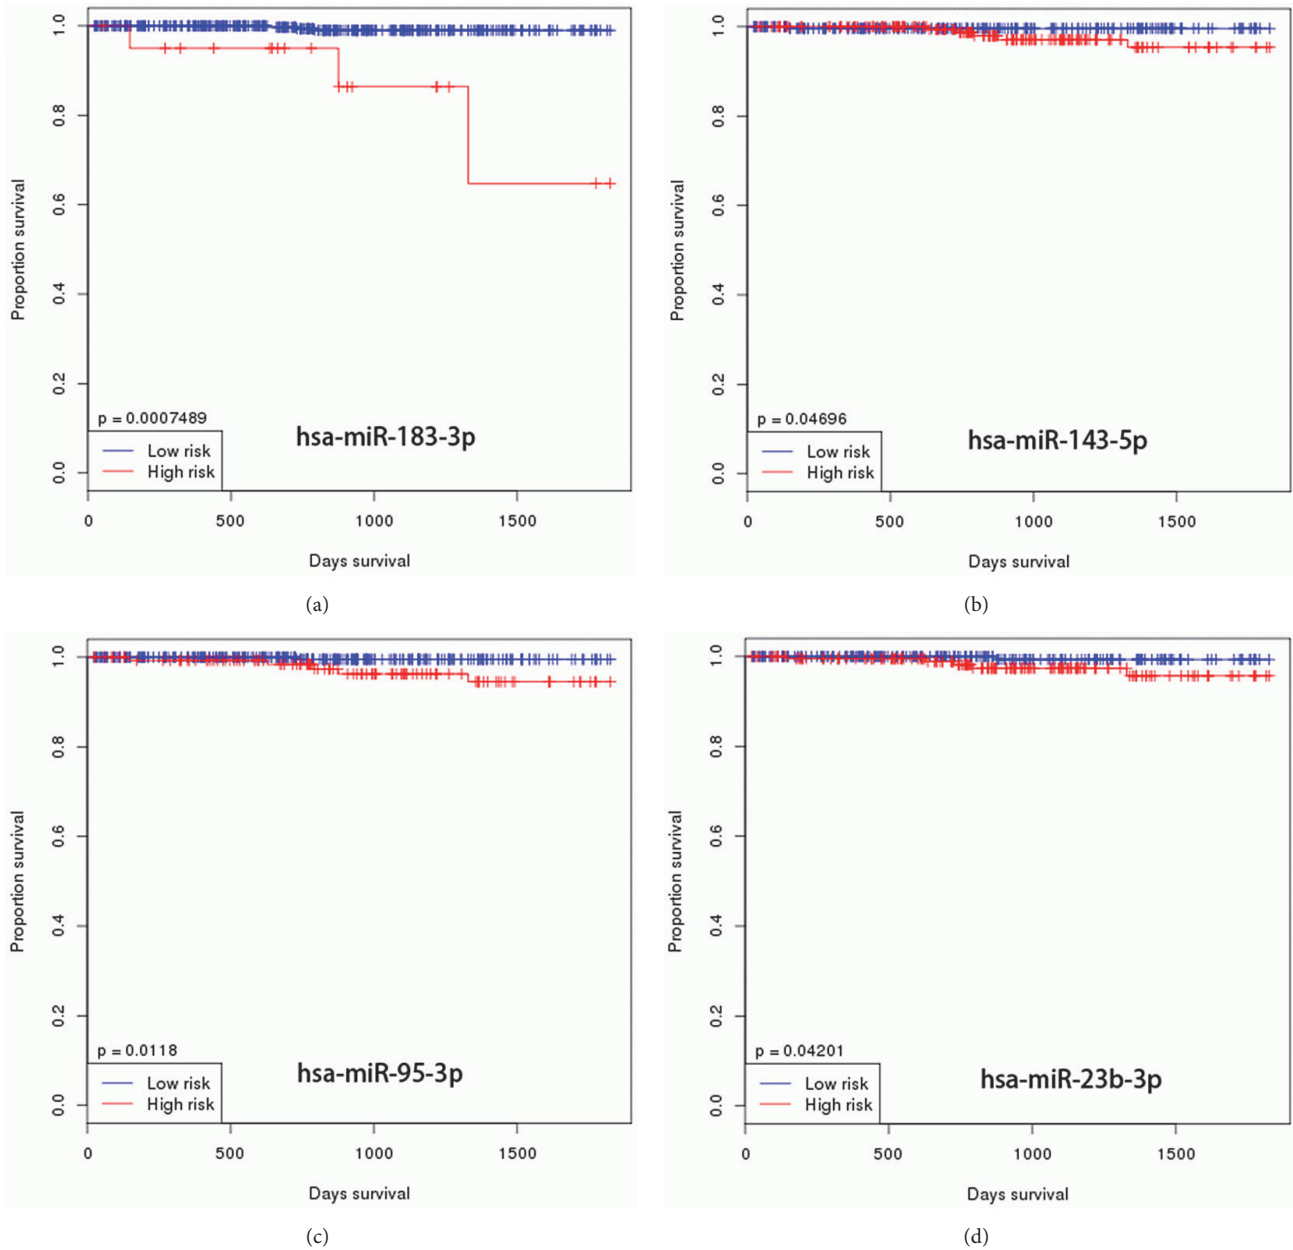 1.0
0.8
0.6
0.4
0.2
0.0
Proportion survival
p = 0.0007489
Low risk
High risk
hsa-miR-183-3p
0 500 1000 1500
Days survival
(a)
1.0
0.8
0.6
0.4
0.2
0.0
Proportion survival
p = 0.04696
Low risk
High risk
hsa-miR-143-5p
0 500 1000 1500
Days survival
(b)
1.0
0.8
0.6
0.4
0.2
0.0
Proportion survival
p = 0.0118
Low risk
High risk
hsa-miR-95-3p
0 500 1000 1500
Days survival
(c)
1.0
0.8
0.6
0.4
0.2
0.0
Proportion survival
p = 0.04201
Low risk
High risk
hsa-miR-23b-3p
0 500 1000 1500
Days survival
(d)